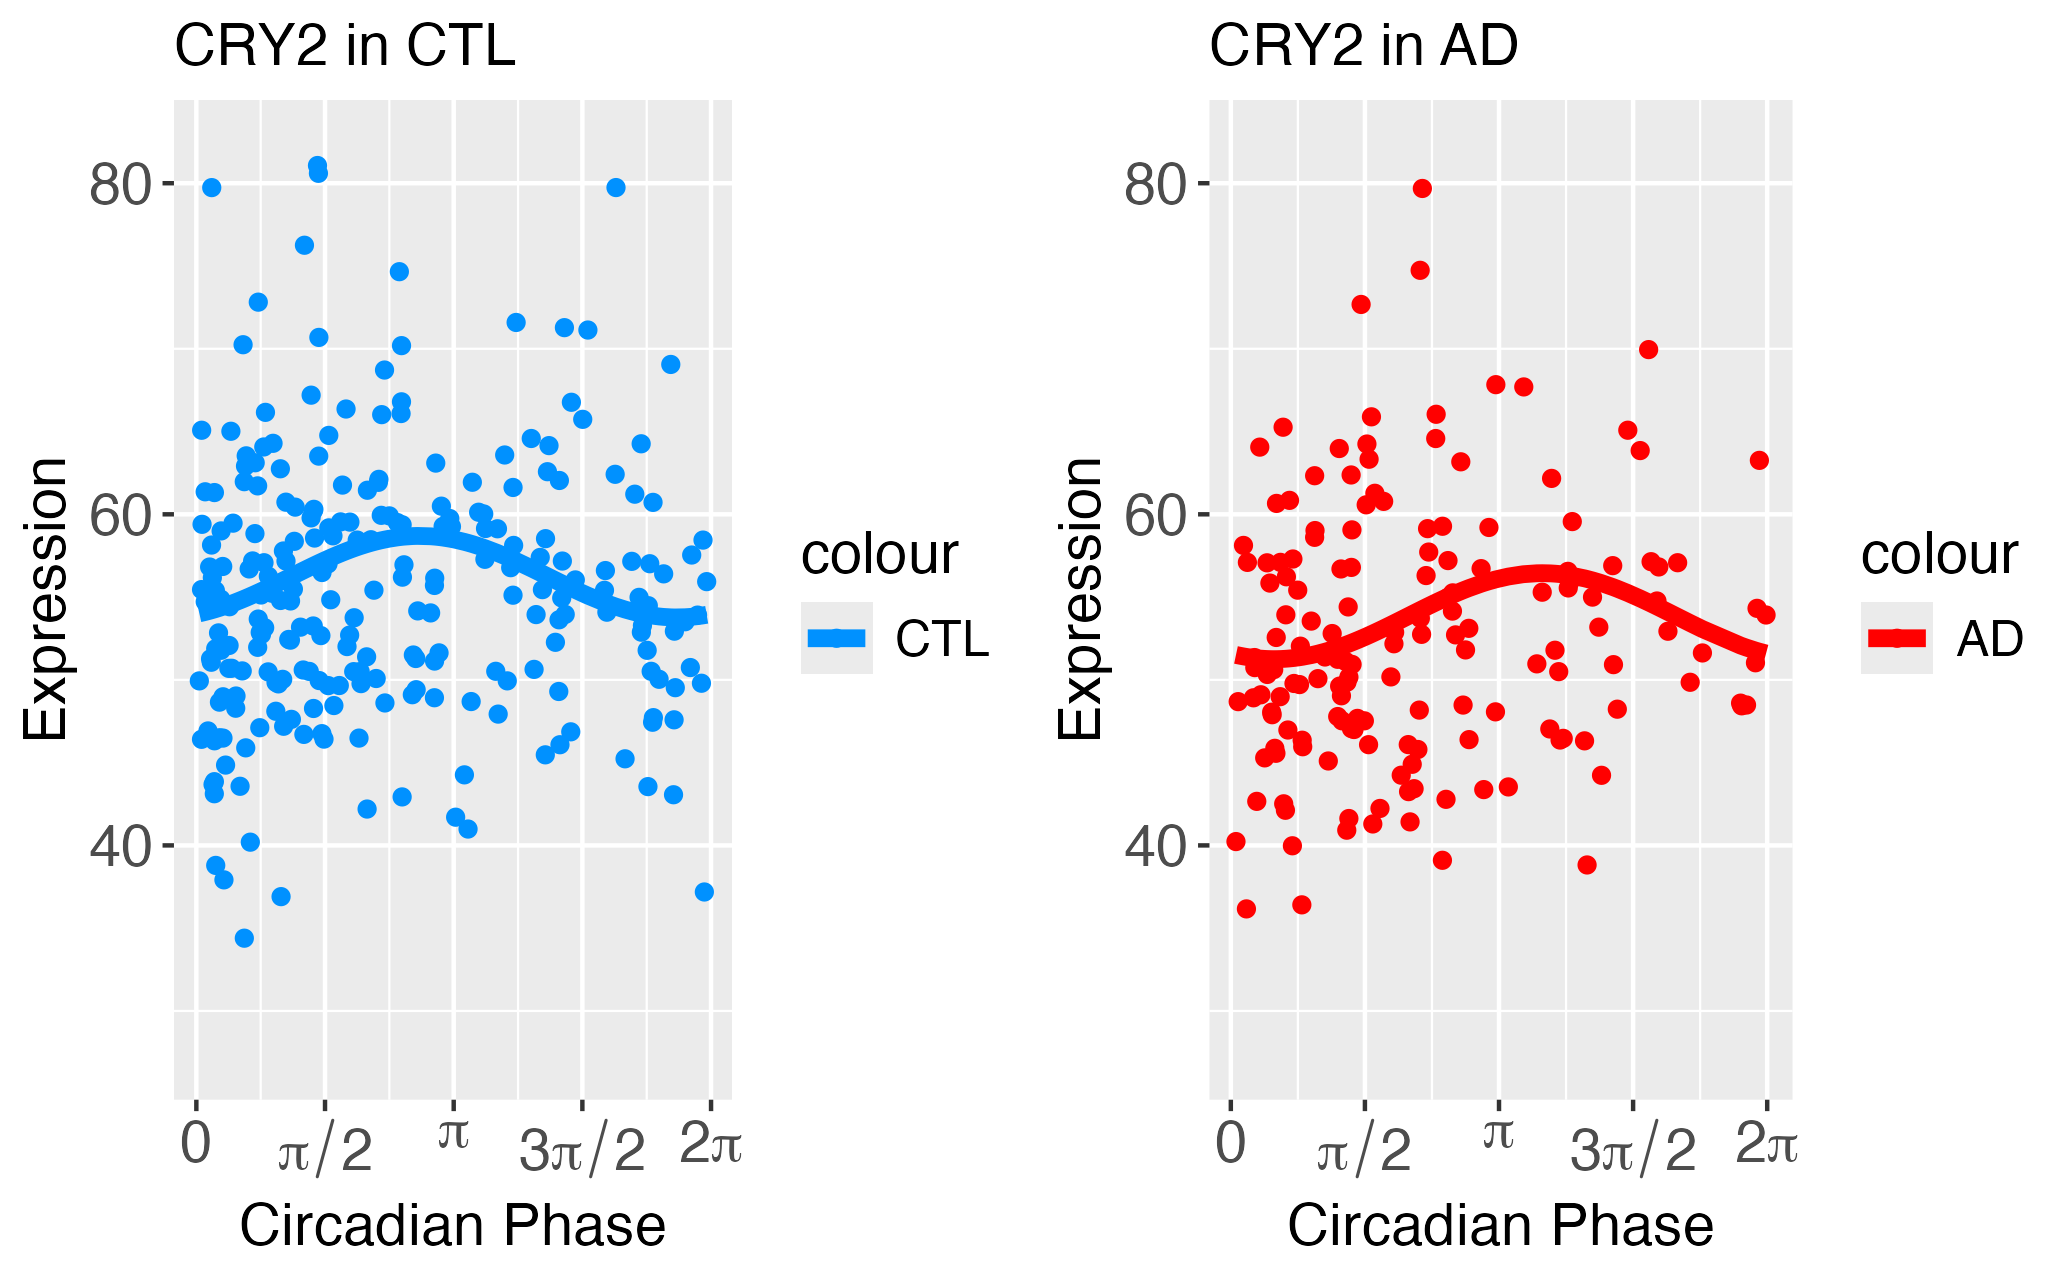 CRY2 in CTL
80
60
40
Expression
0 π/2 π 3π/2 2π
Circadian Phase
colour
CTL
CRY2 in AD
80
60
40
Expression
0 π/2 π 3π/2 2π
Circadian Phase
colour
AD